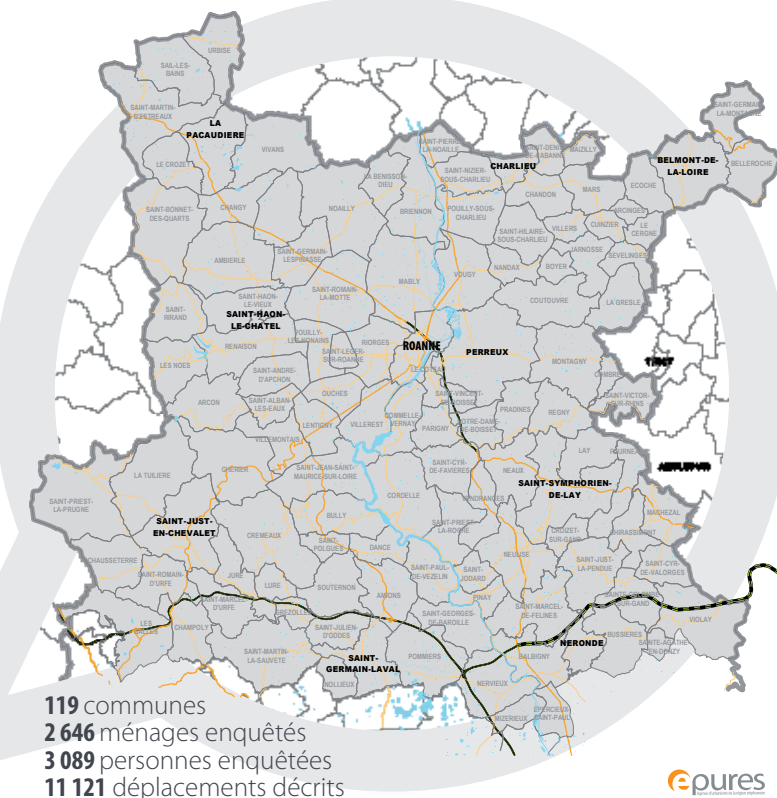 URBISE
SAIL-LES-
BAINS
SAINT-GERMAIN-
LA-MONTAGNE
SAINT-MARTIN-
D'ESTREAUX
LA
PACAUDIERE
SAINT-PIERRE-
LA-NOAILLE
VIVANS
SAINT-DENIS-
DE-CABANNE
MAIZILLY
LE CROZET
CHARLIEU
BELMONT-DE-
LA-LOIRE
BELLEROCHE
LA BENISSON-
DIEU
SAINT-NIZIER-
SOUS-CHARLIEU
CHANDON
MARS
ECOCHE
SAINT-BONNET-
DES-QUARTS
CHANGY
NOAILLY
BRIENNON
POUILLY-SOUS-
CHARLIEU
ARCINGES
SAINT-HILAIRE-
SOUS-CHARLIEU
VILLERS
CUINZIER
LE
CERGNE
AMBIERLE
SAINT-GERMAIN-
LESPINASSE
JARNOSSE
SEVELINGES
MABLY
VOUGY
NANDAX
BOYER
SAINT-HAON-
LE-VIEUX
SAINT-ROMAIN-
LA-MOTTE
COUTOUVRE
LA GRESLE
SAINT-
RIRAND
SAINT-HAON-
LE-CHATEL
POUILLY-
LES-NONAINS
RIORGES
ROANNE
PERREUX
RENAISON
SAINT-LEGER-
SUR-ROANNE
LES NOES
LE COTEAU
MONTAGNY
COMBRE
SAINT-ANDRE-
D'APCHON
OUCHES
SAINT-VINCENT-
DE-BOISSET
SAINT-VICTOR-
SUR-RHINS
ARCON
SAINT-ALBAN-
LES-EAUX
LENTIGNY
VILLEREST
COMMELLE-
VERNAY
PARIGNY
NOTRE-DAME-
DE-BOISSET
PRADINES
REGNY
VILLEMONTAIS
LAY
FOURNEAUX
LA TUILIERE
CHERIER
SAINT-JEAN-SAINT-
MAURICE-SUR-LOIRE
SAINT-CYR-
DE-FAVIERES
NEAUX
SAINT-PRIEST-
LA-PRUGNE
CORDELLE
VENDRANGES
SAINT-SYMPHORIEN-
DE-LAY
MACHEZAL
SAINT-JUST-
EN-CHEVALET
BULLY
SAINT-PRIEST-
LA-ROCHE
CROIZET-
SUR-GAND
CHIRASSIMONT
CREMEAUX
SAINT-
POLGUES
DANCE
NEULISE
CHAUSSETERRE
SAINT-JUST-
LA-PENDUE
SAINT-CYR-
DE-VALORGES
SAINT-ROMAIN-
D'URFE
JURE
LURE
SOUTERNON
SAINT-PAUL-
DE-VEZELIN
SAINT-
JODARD
SAINT-MARCEL-
D'URFE
GREZOLLES
AMIONS
PINAY
SAINTE-COLOMBE-
SUR-GAND
LES
SALLES
CHAMPOLY
SAINT-JULIEN-
D'ODDES
SAINT-GEORGES-
DE-BAROILLE
SAINT-MARCEL-
DE-FELINES
VIOLAY
SAINT-MARTIN-
LA-SAUVETE
SAINT-
GERMAIN-LAVAL
POMMIERS
BALBIGNY
NERONDE
BUSSIERES
SAINTE-AGATHE-
EN-DONZY
NOLLIEUX
NERVIEUX
MIZERIEUX
EPERCIEUX-
SAINT-PAUL
119 communes
2 646 ménages enquêtés
3 089 personnes enquêtées
11 121 déplacements décrits
epures